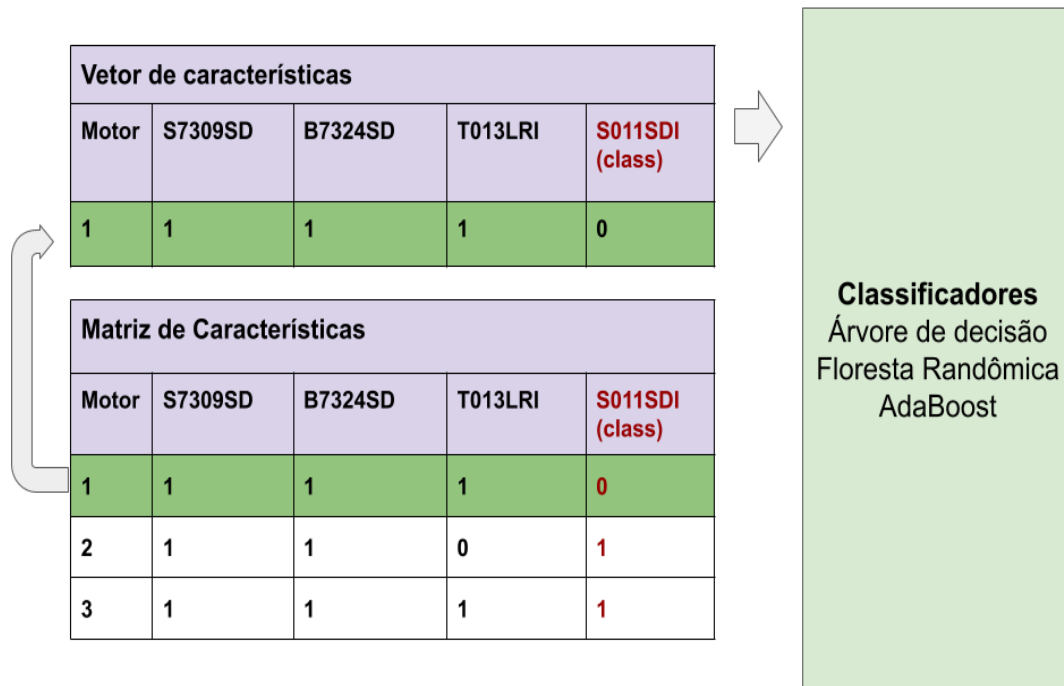 Vetor de características
Motor S7309SD B7324SD T013LRI S011SDI
(class)
1 1 1 1 0
Matriz de Características
Motor S7309SD B7324SD T013LRI S011SDI
(class)
1 1 1 1 0
2 1 1 0 1
3 1 1 1 1
Classificadores
Árvore de decisão
Floresta Randômica
AdaBoost